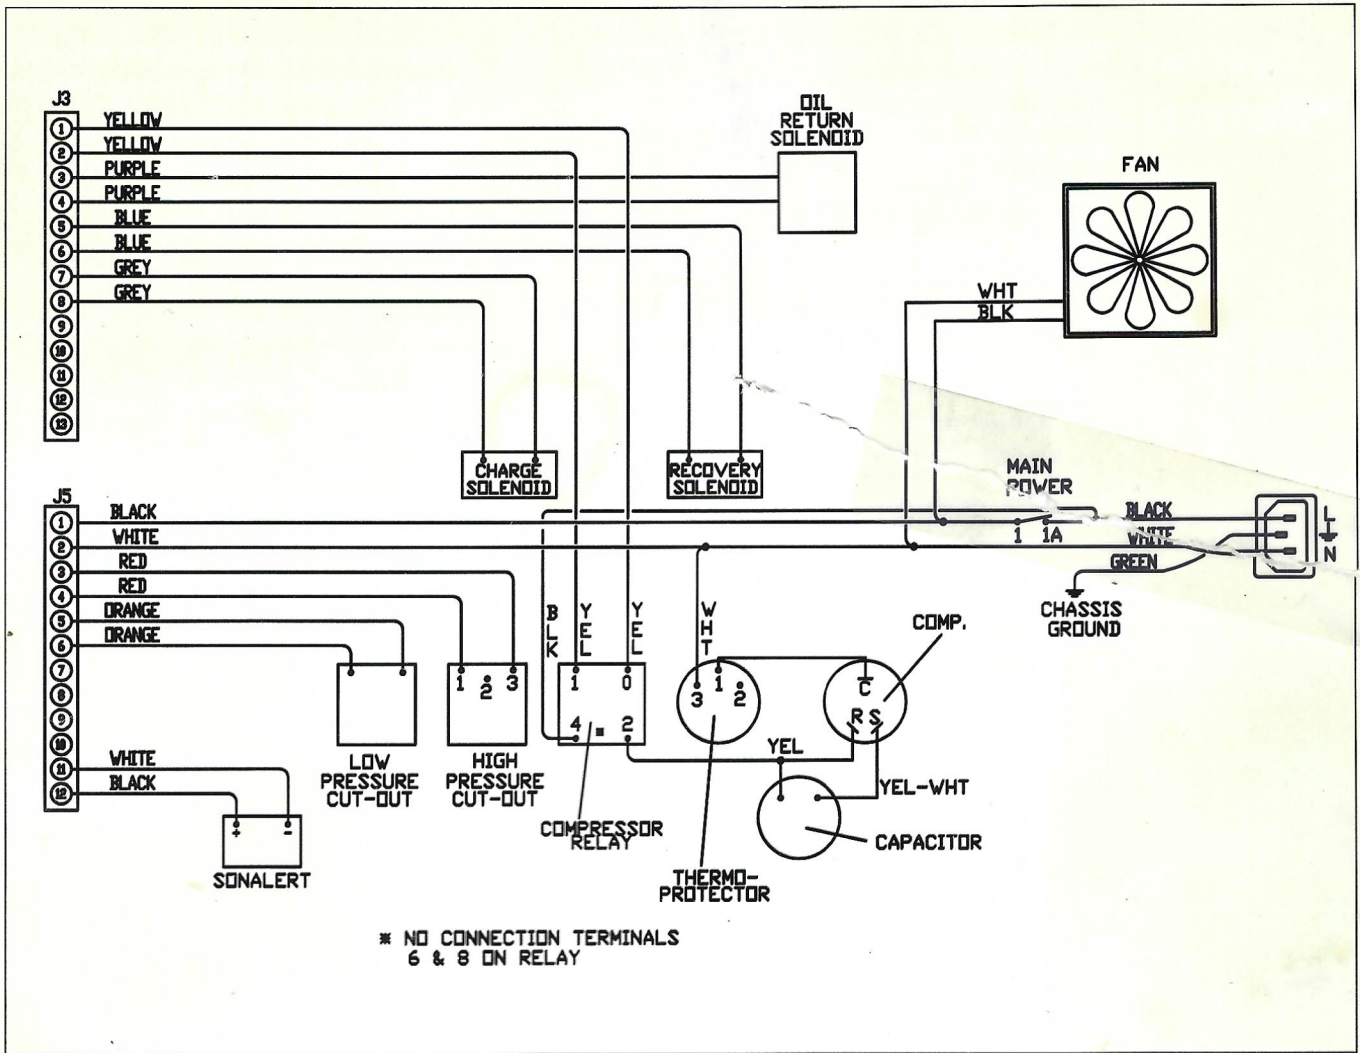 J3
1 YELLOW
2 YELLOW
3 PURPLE
4 PURPLE
5 BLUE
6 BLUE
7 GREY
8 GREY
9
10
11
12
13
OIL
RETURN
SOLENOID
FAN
WHT
BLK
CHARGE
SOLENOID
RECOVERY
SOLENOID
MAIN
POWER
1 1A
BLACK
WHITE
GREEN
L
N
CHASSIS
GROUND
J5
1 BLACK
2 WHITE
3 RED
4 RED
5 ORANGE
6 ORANGE
7
8
9
10
11 WHITE
12 BLACK
+ -
SONALERT
LOW
PRESSURE
CUT-OUT
1 2 3
HIGH
PRESSURE
CUT-OUT
BLK
YEL
YEL
1 0
4 * 2
COMPRESSOR
RELAY
WHT
3 1 2
THERMO-
PROTECTOR
COMP.
C
R S
YEL
YEL-WHT
CAPACITOR
* NO CONNECTION TERMINALS
6 & 8 ON RELAY